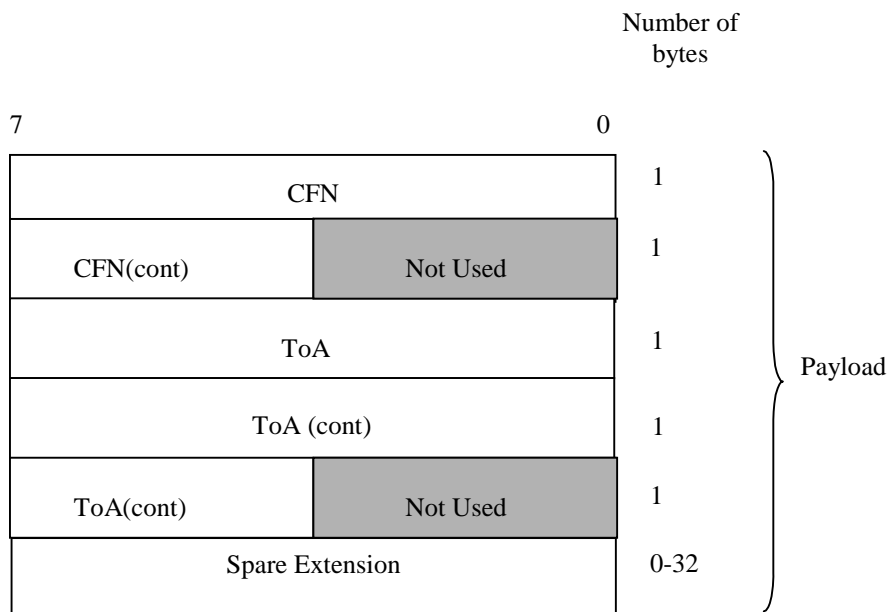 Number of
bytes
7 0
CFN 1
CFN(cont) Not Used 1
ToA 1
Payload
ToA (cont) 1
ToA(cont) Not Used 1
Spare Extension 0-32